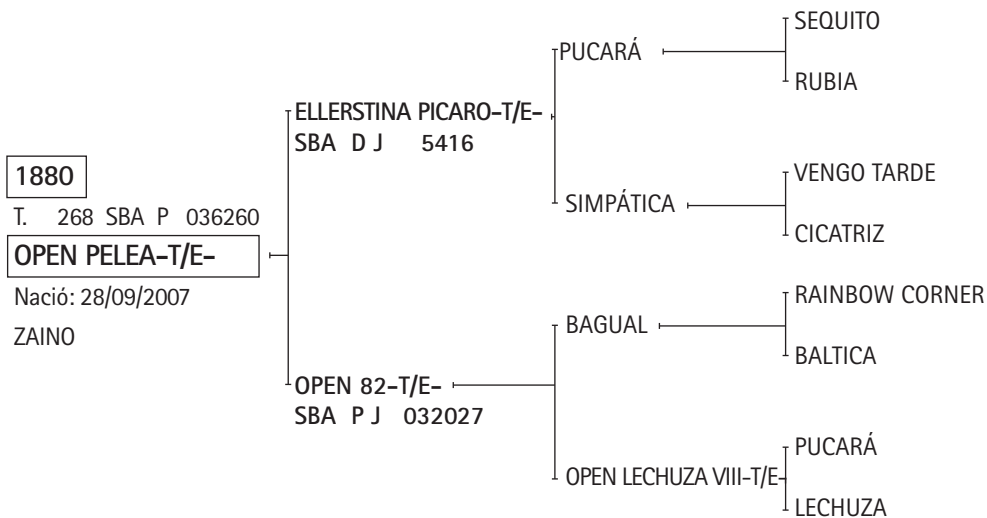 1880
T. 268 SBA P 036260
OPEN PELEA-T/E-
Nació: 28/09/2007
ZAINO
ELLERSTINA PICARO-T/E-
SBA D J 5416
OPEN 82-T/E-
SBA P J 032027
PUCARÁ
SIMPÁTICA
BAGUAL
OPEN LECHUZA VIII-T/E-
SEQUITO
RUBIA
VENGO TARDE
CICATRIZ
RAINBOW CORNER
BALTICA
PUCARÁ
LECHUZA